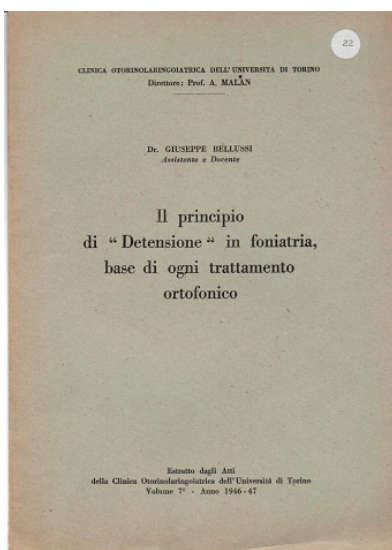 22
CLINICA OTORINOLARINGOIATRICA DELL'UNIVERSITA DI TORINO
Direttore: Prof. A. MALAN
Dr. GIUSEPPE BELLUSSI
Assistente e Docente
Il principio
di “ Detensione “ in foniatria,
base di ogni trattamento
ortofonico
Estratto dagli Atti
della Clinica Otorinolaringoiatrica dell'Università di Torino
Volume 7° - Anno 1946-47